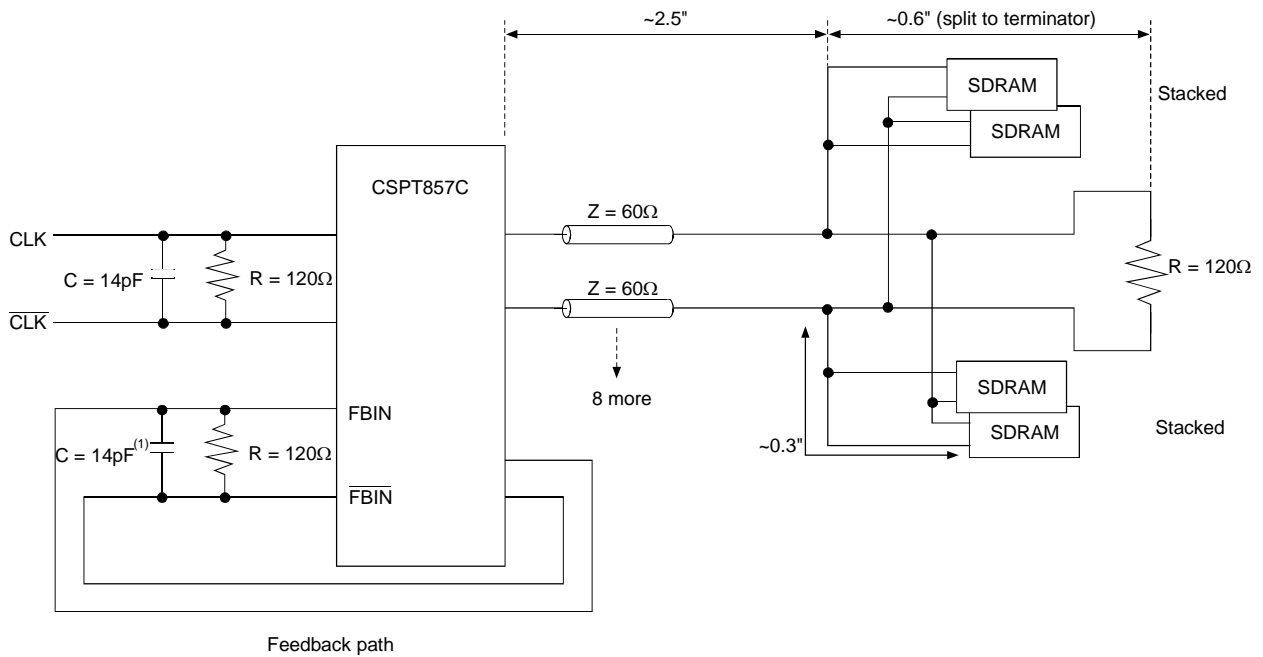 ~2.5"
~0.6" (split to terminator)
SDRAM
Stacked
SDRAM
CSPT857C
Z = 60Ω
CLK
C = 14pF
R = 120Ω
R = 120Ω
CLK
Z = 60Ω
8 more
SDRAM
FBIN
SDRAM
Stacked
~0.3"
C = 14pF(1)
R = 120Ω
FBIN
Feedback path